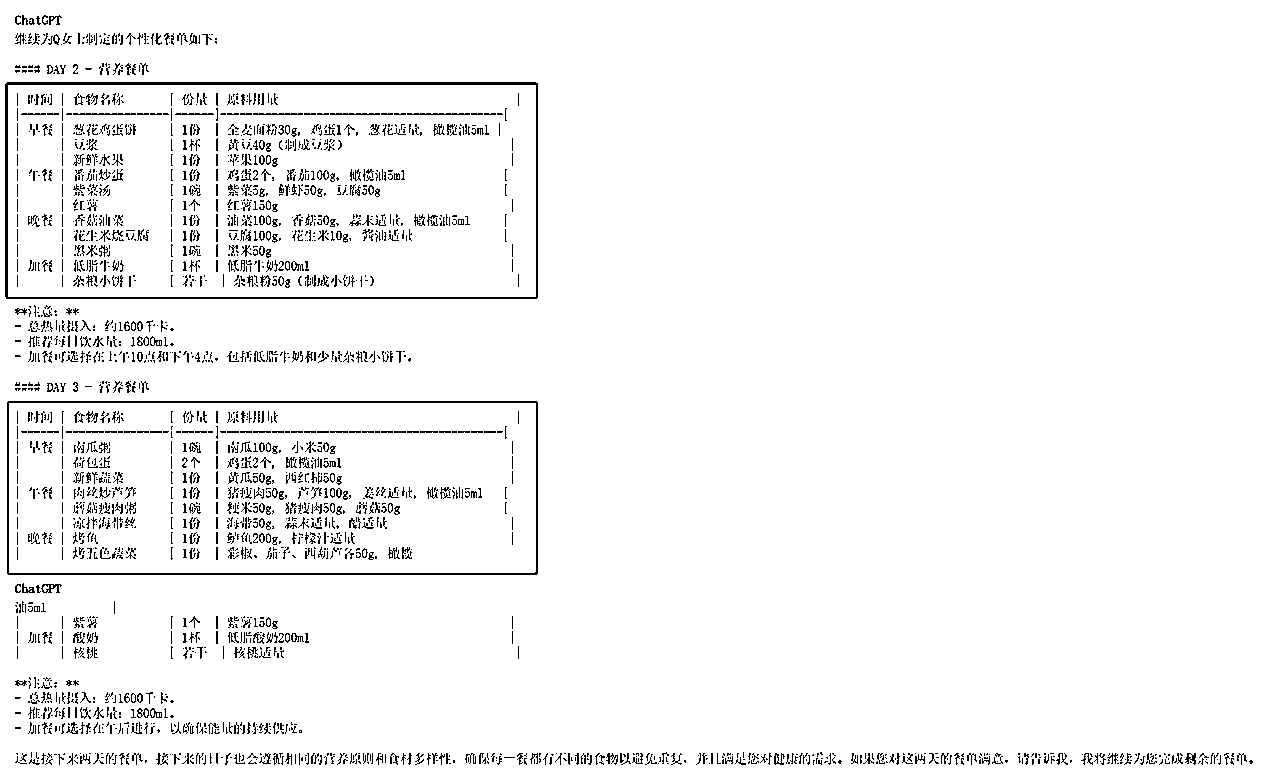 ChatGPT
继续为Q女士制定的个性化餐单如下：
#### DAY 2 - 营养餐单
| 时间 | 食物名称 | 份量 | 原料用量 |
|------|----------------|------|----------------------------------|
| 早餐 | 葱花鸡蛋饼 | 1份 | 全麦面粉30g，鸡蛋1个，葱花适量，橄榄油5ml |
| | 豆浆 | 1杯 | 黄豆40g（制成豆浆） |
| | 新鲜水果 | 1份 | 苹果100g |
| 午餐 | 番茄炒蛋 | 1份 | 鸡蛋2个，番茄100g，橄榄油5ml |
| | 紫菜汤 | 1碗 | 紫菜5g，鲜虾50g，豆腐50g |
| | 红薯 | 1个 | 红薯150g |
| 晚餐 | 香菇油菜 | 1份 | 油菜100g，香菇50g，蒜末适量，橄榄油5ml |
| | 花生米烧豆腐 | 1份 | 豆腐100g，花生米10g，酱油适量 |
| | 黑米粥 | 1碗 | 黑米50g |
| 加餐 | 低脂牛奶 | 1杯 | 低脂牛奶200ml |
| | 杂粮小饼干 | 若干 | 杂粮粉50g（制成小饼干） |
**注意：**
- 总热量摄入：约1600千卡。
- 推荐每日饮水量：1800ml。
- 加餐可选择在上午10点和下午4点，包括低脂牛奶和少量杂粮小饼干。
#### DAY 3 - 营养餐单
| 时间 | 食物名称 | 份量 | 原料用量 |
|------|----------------|------|----------------------------------|
| 早餐 | 南瓜粥 | 1碗 | 南瓜100g，小米50g |
| | 荷包蛋 | 2个 | 鸡蛋2个，橄榄油5ml |
| | 新鲜蔬菜 | 1份 | 黄瓜50g，西红柿50g |
| 午餐 | 肉丝炒芦笋 | 1份 | 猪瘦肉50g，芦笋100g，姜丝适量，橄榄油5ml |
| | 蘑菇瘦肉粥 | 1碗 | 粳米50g，猪瘦肉50g，蘑菇50g |
| | 凉拌海带丝 | 1份 | 海带50g，蒜末适量，醋适量 |
| 晚餐 | 烤鱼 | 1份 | 鲈鱼200g，柠檬汁适量 |
| | 烤五色蔬菜 | 1份 | 彩椒、茄子、西葫芦各50g，橄榄
ChatGPT
油5ml |
| | 紫薯 | 1个 | 紫薯150g |
| 加餐 | 酸奶 | 1杯 | 低脂酸奶200ml |
| | 核桃 | 若干 | 核桃适量 |
**注意：**
- 总热量摄入：约1600千卡。
- 推荐每日饮水量：1800ml。
- 加餐可选择在午后进行，以确保能量的持续供应。
这是接下来两天的餐单，接下来的日子也会遵循相同的营养原则和食材多样性，确保每一餐都有不同的食物以避免重复，并且满足您对健康的需求。如果您对这两天的餐单满意，请告诉我，我将继续为您完成剩余的餐单。